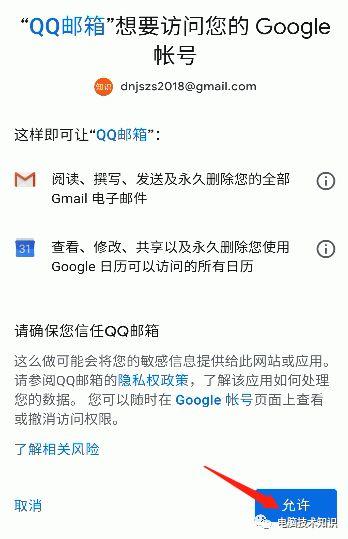 “QQ邮箱”想要访问您的 Google
帐号
知识 dnjszs2018@gmail.com
这样即可让“QQ邮箱”：
阅读、撰写、发送及永久删除您的全部
Gmail 电子邮件
31 查看、修改、共享以及永久删除您使用
Google 日历可以访问的所有日历
请确保您信任QQ邮箱
这么做可能会将您的敏感信息提供给此网站或应用。
请参阅QQ邮箱的隐私权政策，了解该应用如何处理
您的数据。 您可以随时在 Google 帐号页面上查看
或撤消访问权限。
了解相关风险
取消 允许
电脑技术知识